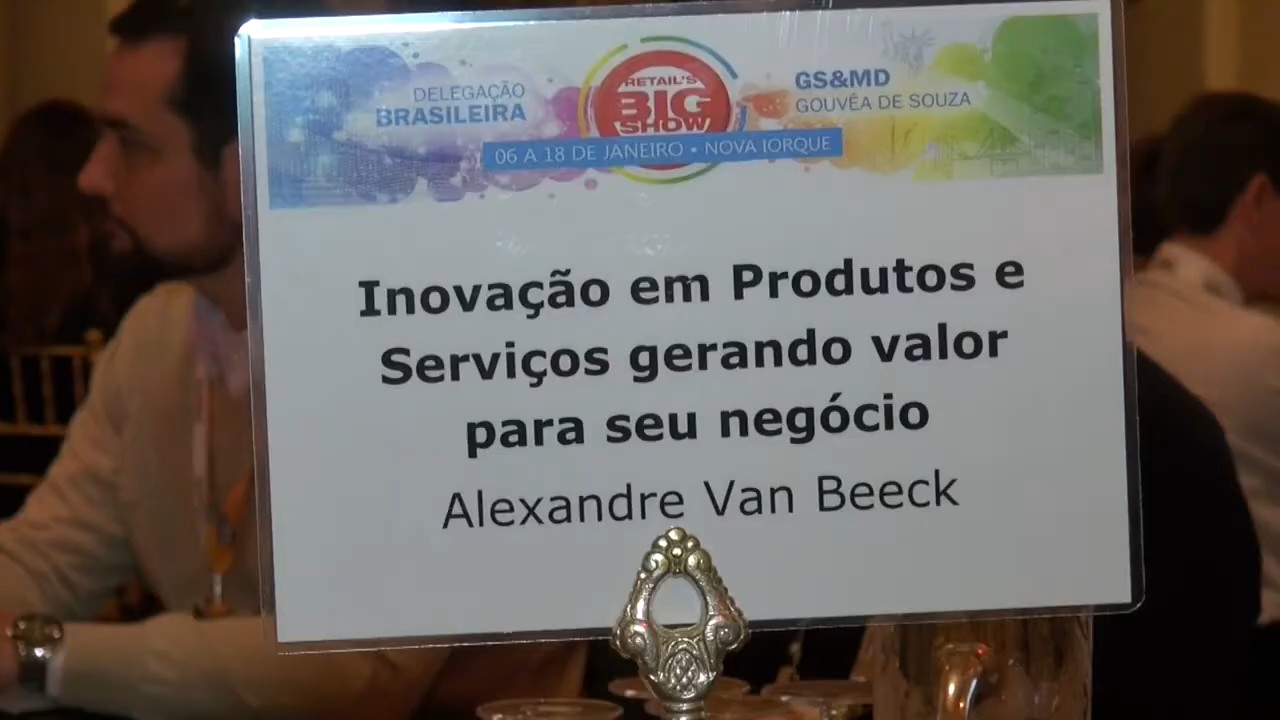 DELEGAÇÃO
BRASILEIRA
RETAIL'S
BIG
SHOW
GS&MD
GOUVÊA DE SOUZA
06 A 18 DE JANEIRO • NOVA IORQUE
Inovação em Produtos e
Serviços gerando valor
para seu negócio
Alexandre Van Beeck